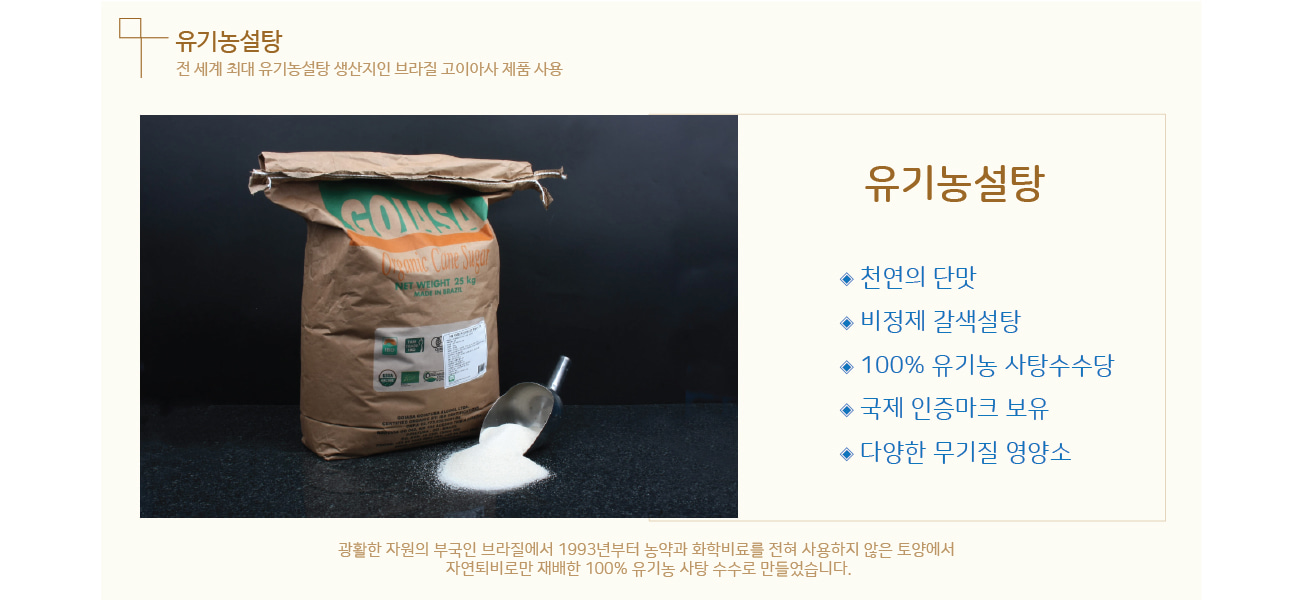 유기농설탕
전 세계 최대 유기농설탕 생산지인 브라질 고이아사 제품 사용
GOIASA
Organic Cane Sugar
NET WEIGHT 25 kg
MADE IN BRAZIL
유기농설탕
◈ 천연의 단맛
◈ 비정제 갈색설탕
◈ 100% 유기농 사탕수수당
◈ 국제 인증마크 보유
◈ 다양한 무기질 영양소
광활한 자원의 부국인 브라질에서 1993년부터 농약과 화학비료를 전혀 사용하지 않은 토양에서
자연퇴비로만 재배한 100% 유기농 사탕 수수로 만들었습니다.